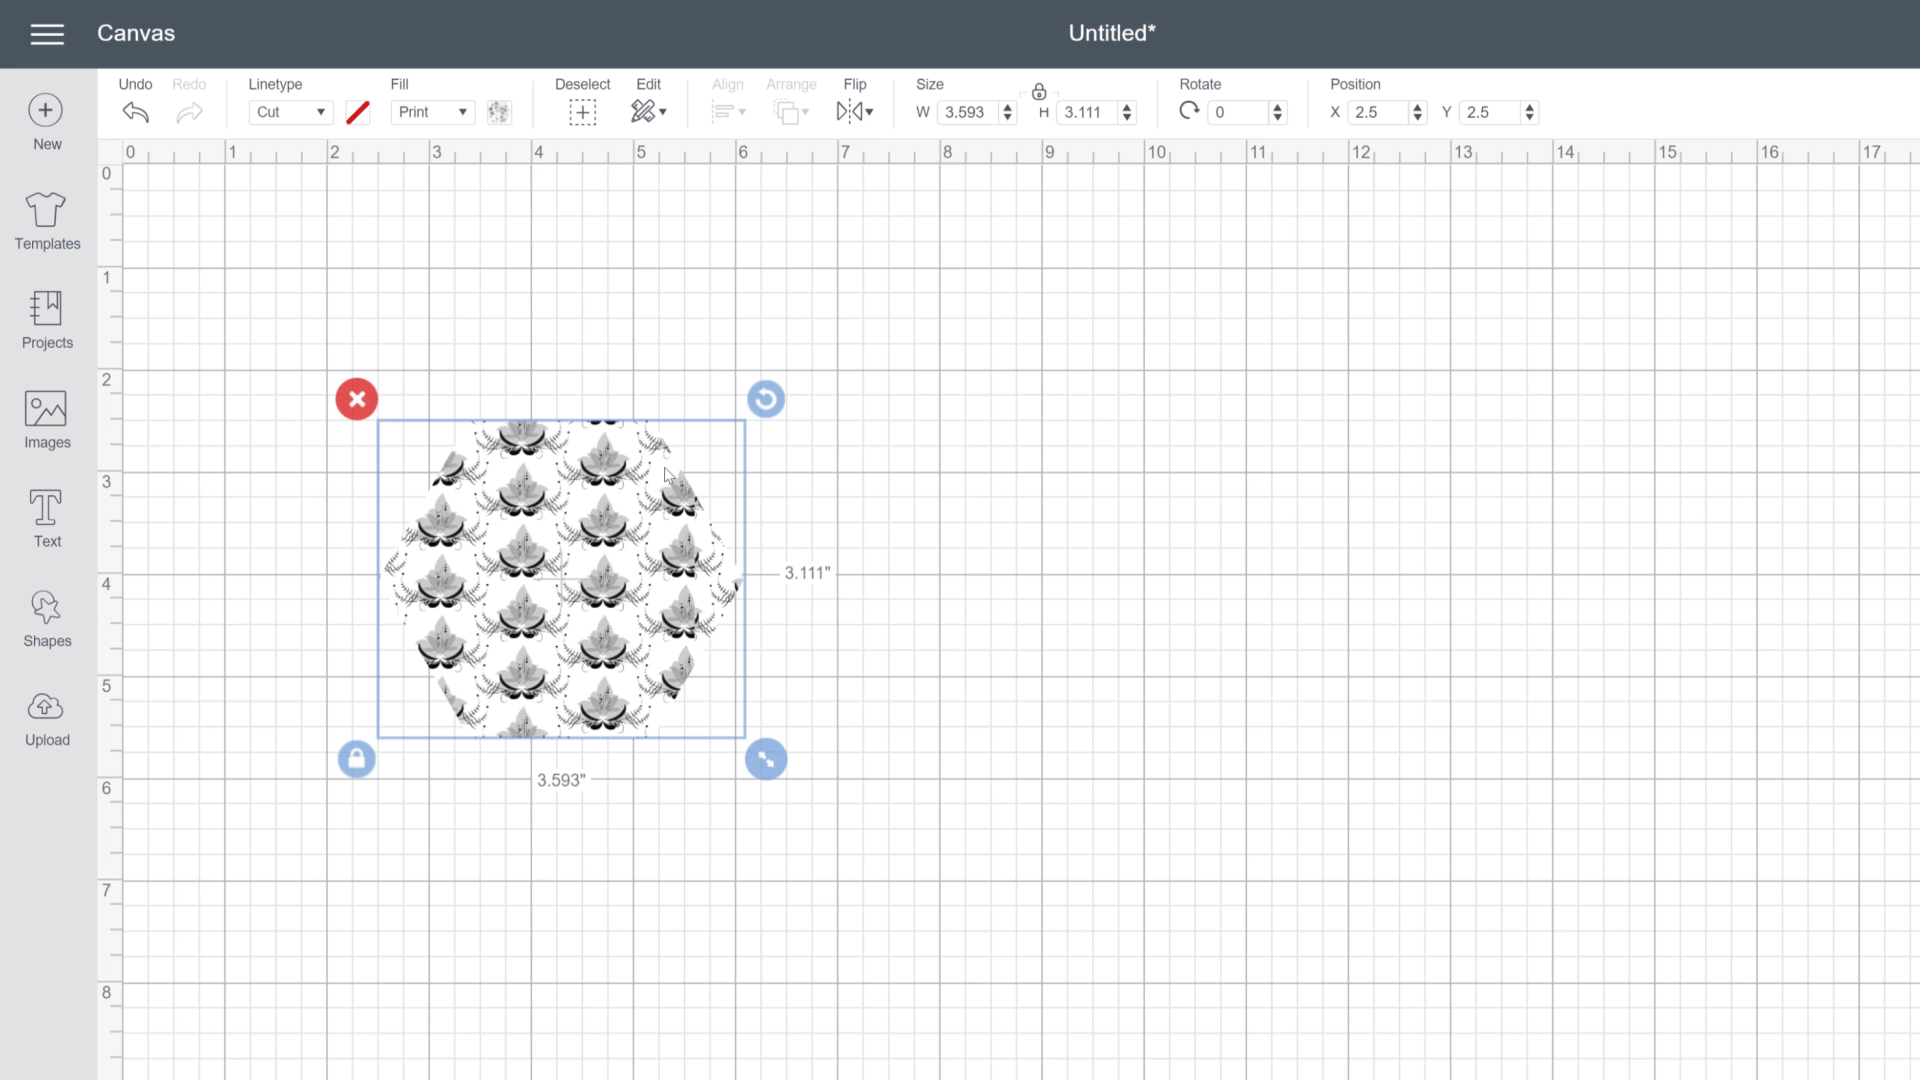 Canvas
Untitled*
Undo Redo Linetype Fill Deselect Edit Align Arrange Flip Size Rotate Position
Cut Print W 3.593 H 3.111 0 X 2.5 Y 2.5
0 1 2 3 4 5 6 7 8 9 10 11 12 13 14 15 16 17
New
Templates
Projects
Images
Text
Shapes
Upload
0
1
2
3
4
5
6
7
8
3.111"
3.593"